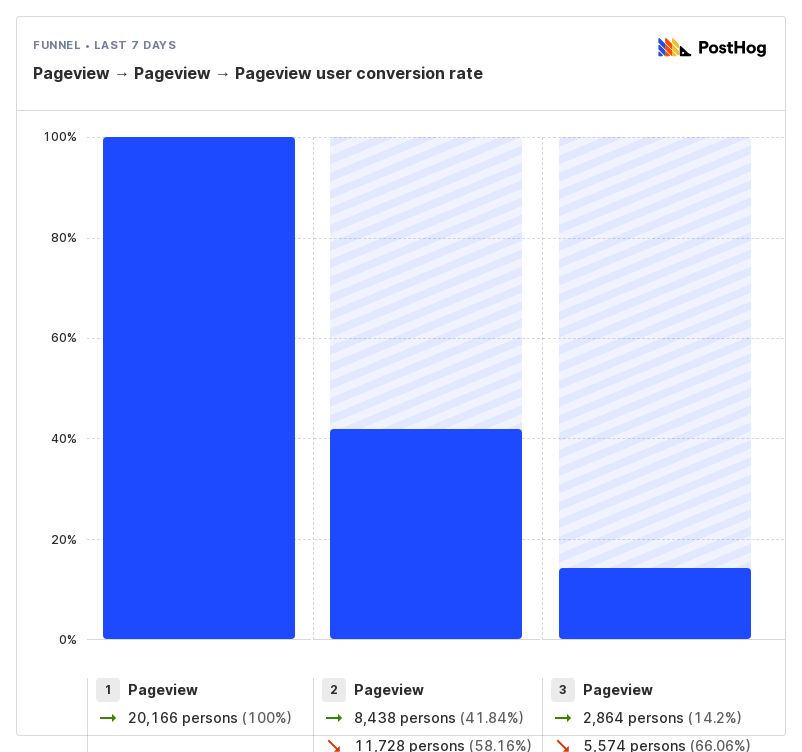 FUNNEL • LAST 7 DAYS
PostHog
Pageview → Pageview → Pageview user conversion rate
100%
80%
60%
40%
20%
0%
1 Pageview
20,166 persons (100%)
2 Pageview
8,438 persons (41.84%)
11,728 persons (58.16%)
3 Pageview
2,864 persons (14.2%)
5,574 persons (66.06%)